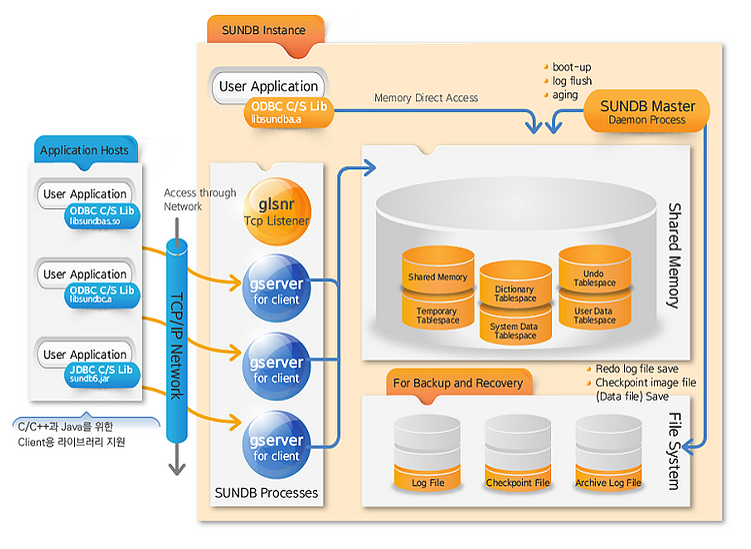 SUNDB Instance
User Application
ODBC C/S Lib
libsundba.a
Memory Direct Access
boot-up
log flush
aging
SUNDB Master
Daemon Process
Application Hosts
User Application
ODBC C/S Lib
libsundbas.so
User Application
ODBC C/S Lib
libsundbc.a
User Application
JDBC C/S Lib
sundb6.jar
C/C++과 Java를 위한
Client용 라이브러리 지원
Access through
Network
TCP/IP Network
glsnr
Tcp Listener
gserver
for client
gserver
for client
gserver
for client
SUNDB Processes
Shared Memory
Shared Memory
Temporary
Tablespace
Dictionary
Tablespace
System Data
Tablespace
Undo
Tablespace
User Data
Tablespace
Redo log file save
Checkpoint image file
(Data file) Save
For Backup and Recovery
File System
Log File
Checkpoint File
Archive Log File